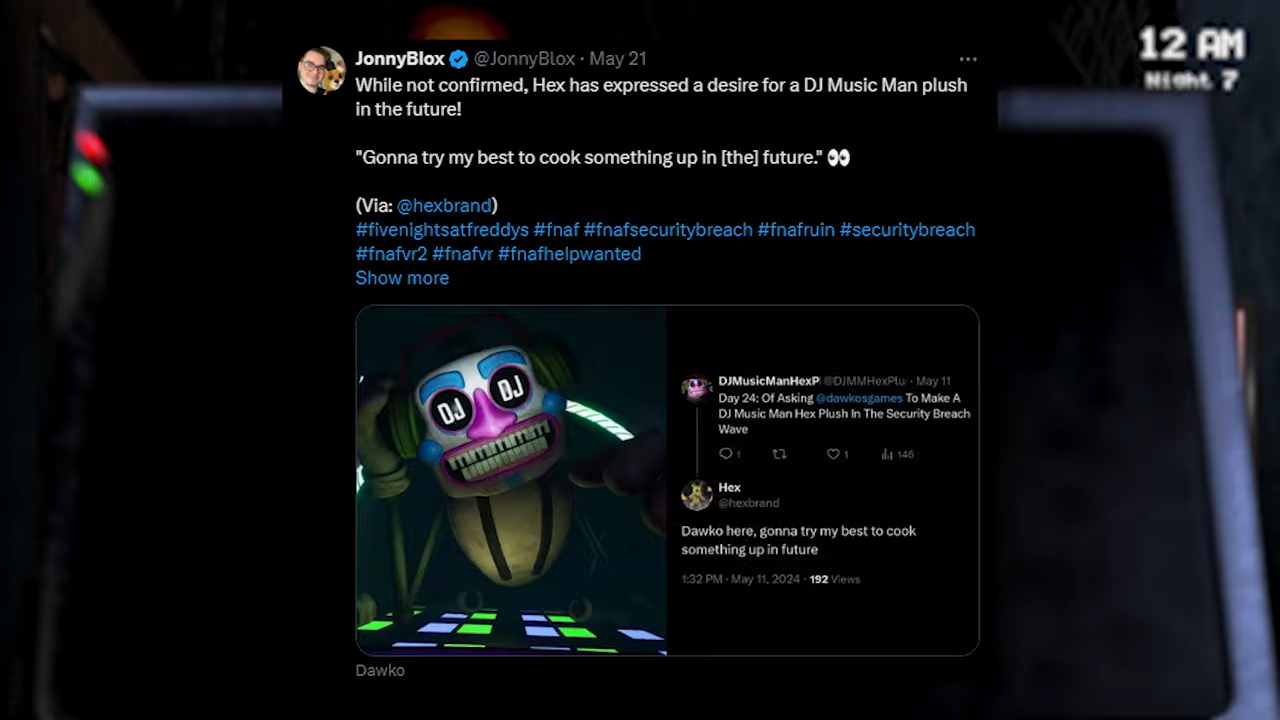 12 AM
Night 7
JonnyBlox @JonnyBlox · May 21
While not confirmed, Hex has expressed a desire for a DJ Music Man plush
in the future!
"Gonna try my best to cook something up in [the] future." 👀
(Via: @hexbrand)
#fivenightsatfreddys #fnaf #fnafsecuritybreach #fnafruin #securitybreach
#fnafvr2 #fnafvr #fnafhelpwanted
Show more
DJ DJ
DJMusicManHexP @DJMMHexPlu · May 11
Day 24: Of Asking @dawkosgames To Make A
DJ Music Man Hex Plush In The Security Breach
Wave
1 1 146
Hex
@hexbrand
Dawko here, gonna try my best to cook
something up in future
1:32 PM · May 11, 2024 · 192 Views
Dawko